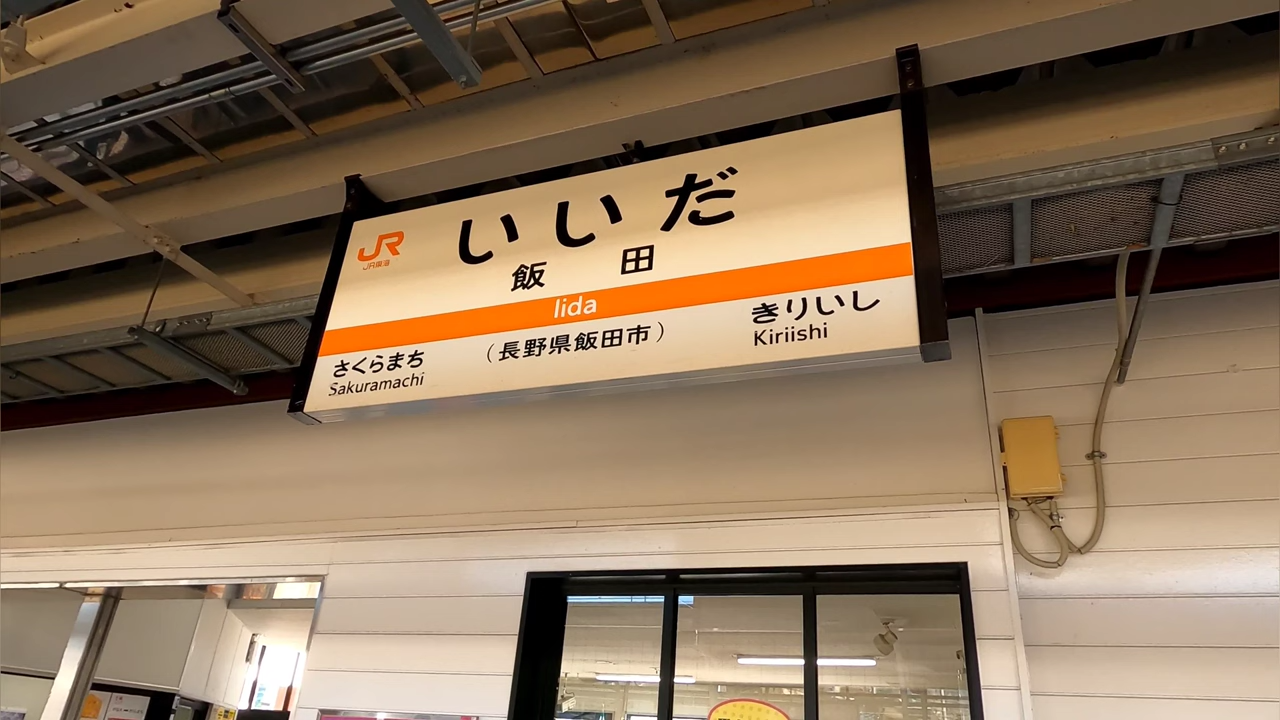 JR
JR東海
いいだ
飯田
Iida
さくらまち
Sakuramachi
（長野県飯田市）
きりいし
Kiriishi